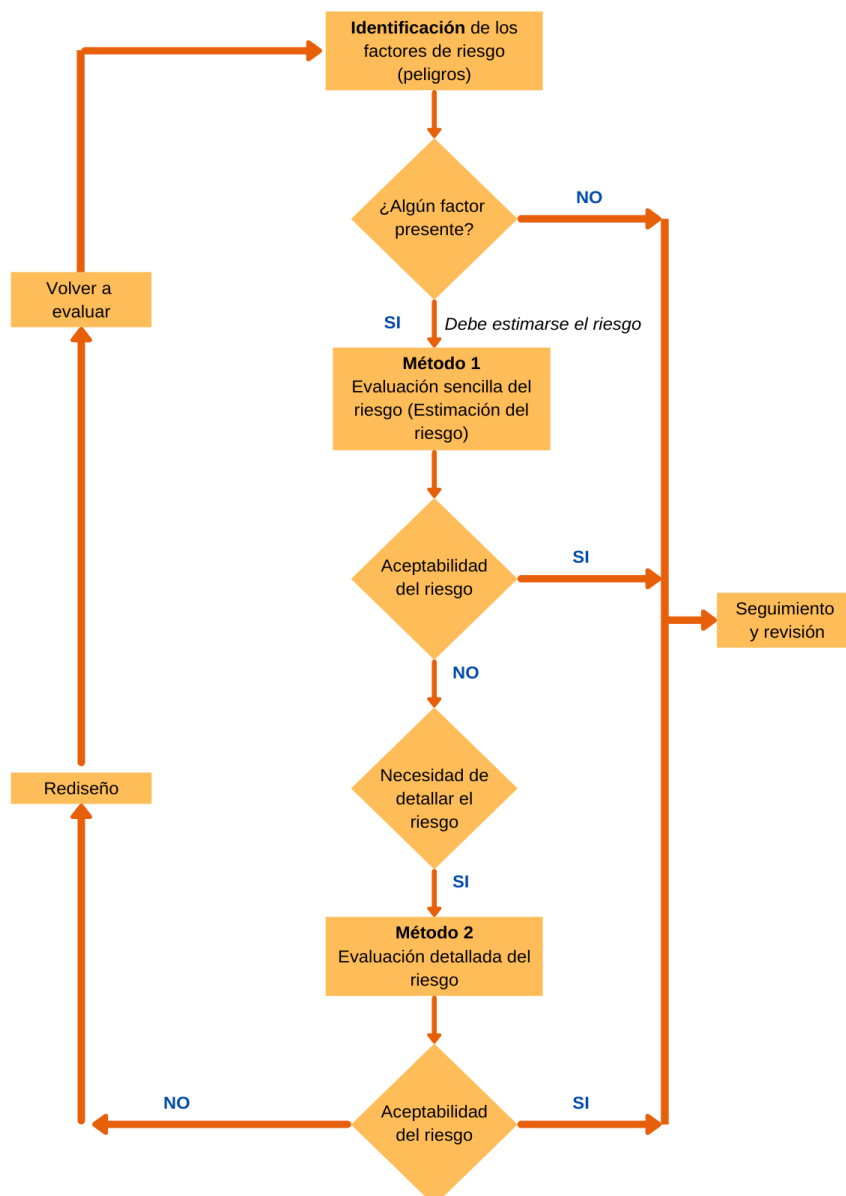 Identificación de los
factores de riesgo
(peligros)
¿Algún factor
presente?
NO
SI
Debe estimarse el riesgo
Método 1
Evaluación sencilla del
riesgo (Estimación del
riesgo)
Aceptabilidad
del riesgo
SI
NO
Necesidad de
detallar el
riesgo
SI
Método 2
Evaluación detallada del
riesgo
Aceptabilidad
del riesgo
SI
NO
Rediseño
Volver a
evaluar
Seguimiento
y revisión